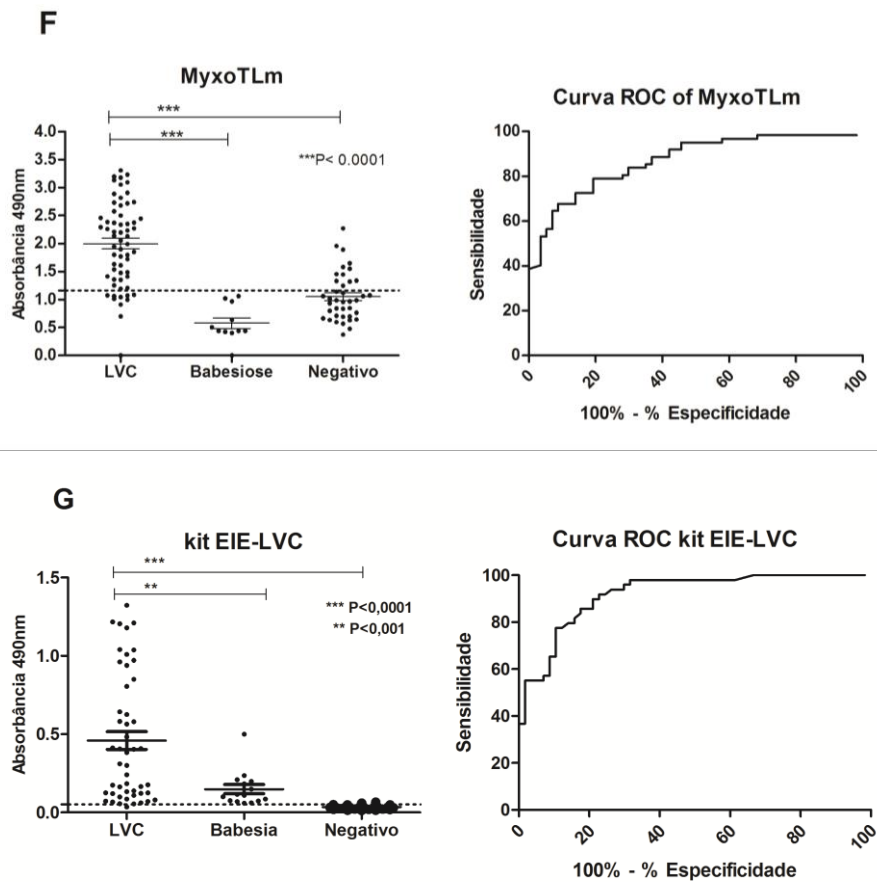 F
MyxoTLm
***
***
***P< 0.0001
Absorbância 490nm
4.0
3.5
3.0
2.5
2.0
1.5
1.0
0.5
0.0
LVC Babesiose Negativo
Curva ROC of MyxoTLm
Sensibilidade
100
80
60
40
20
0
0 20 40 60 80 100
100% - % Especificidade
G
kit EIE-LVC
***
**
*** P<0,0001
** P<0,001
Absorbância 490nm
1.5
1.0
0.5
0.0
LVC Babesia Negativo
Curva ROC kit EIE-LVC
Sensibilidade
100
80
60
40
20
0
0 20 40 60 80 100
100% - % Especificidade